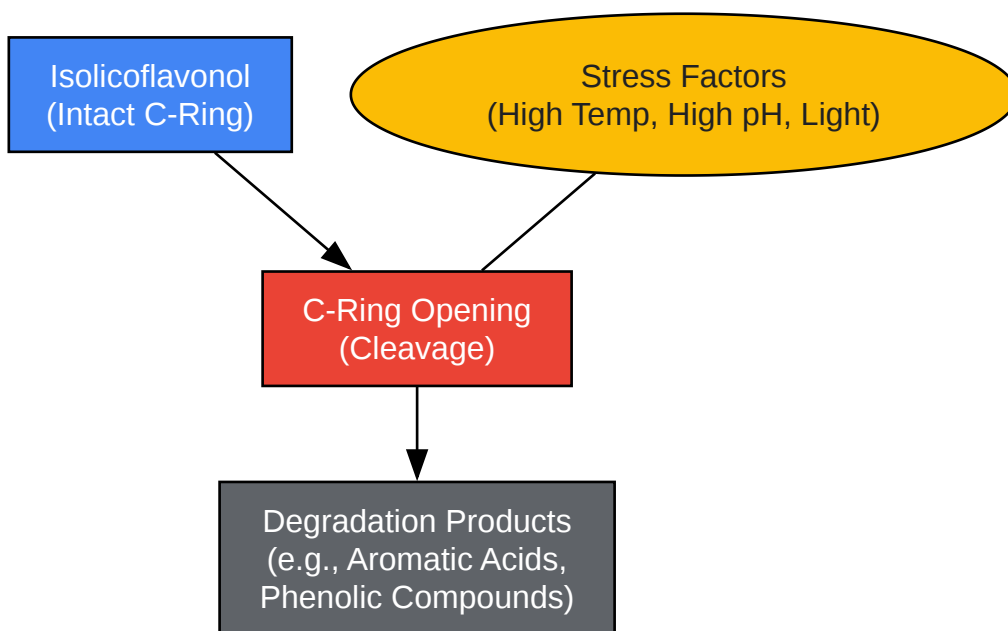 Isolicoflavonol
(Intact C-Ring)
Stress Factors
(High Temp, High pH, Light)
C-Ring Opening
(Cleavage)
Degradation Products
(e.g., Aromatic Acids,
Phenolic Compounds)